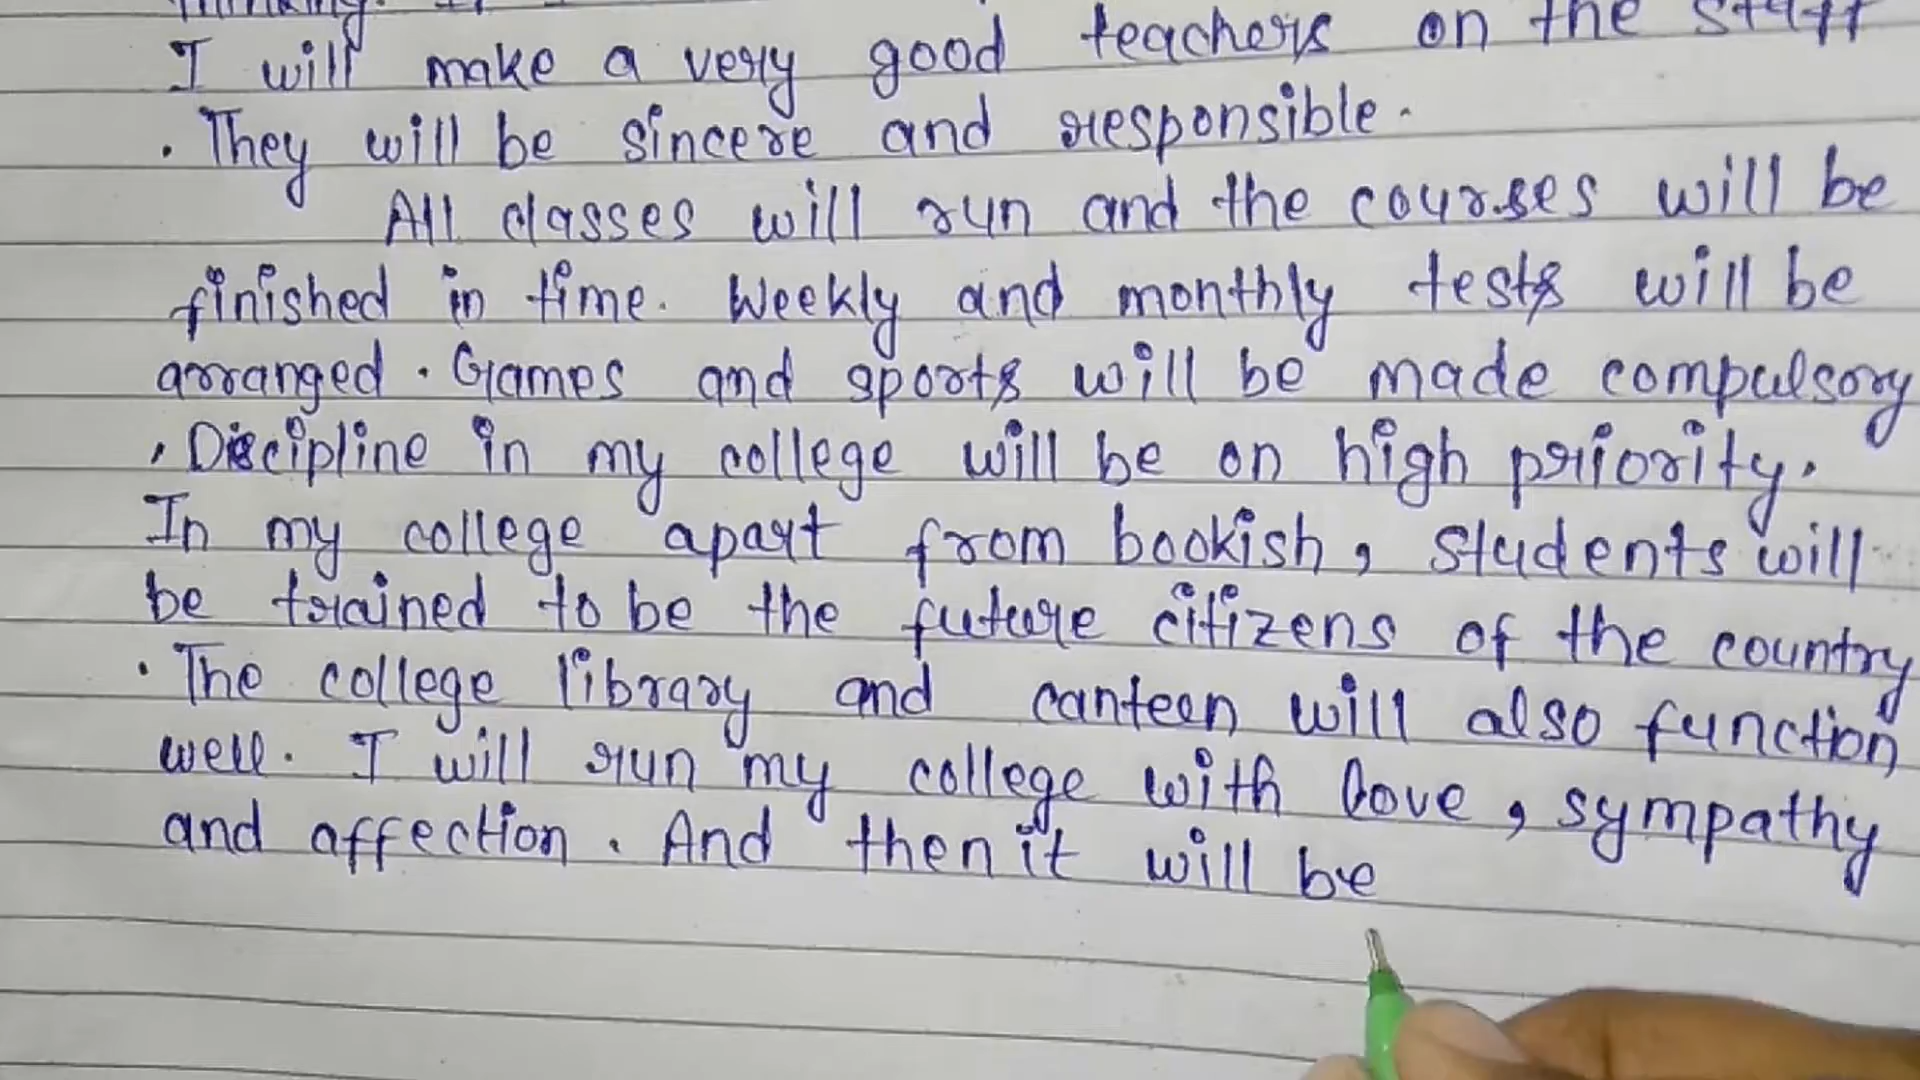 thinking. If I
I will make a very good teachers on the staff
. They will be sincere and responsible.
All classes will run and the courses will be
finished in time. Weekly and monthly tests will be
arranged. Games and sports will be made compulsory
. Discipline in my college will be on high priority.
In my college apart from bookish, students will
be trained to be the future citizens of the country
. The college library and canteen will also function
well. I will run my college with love, sympathy
and affection. And then it will be